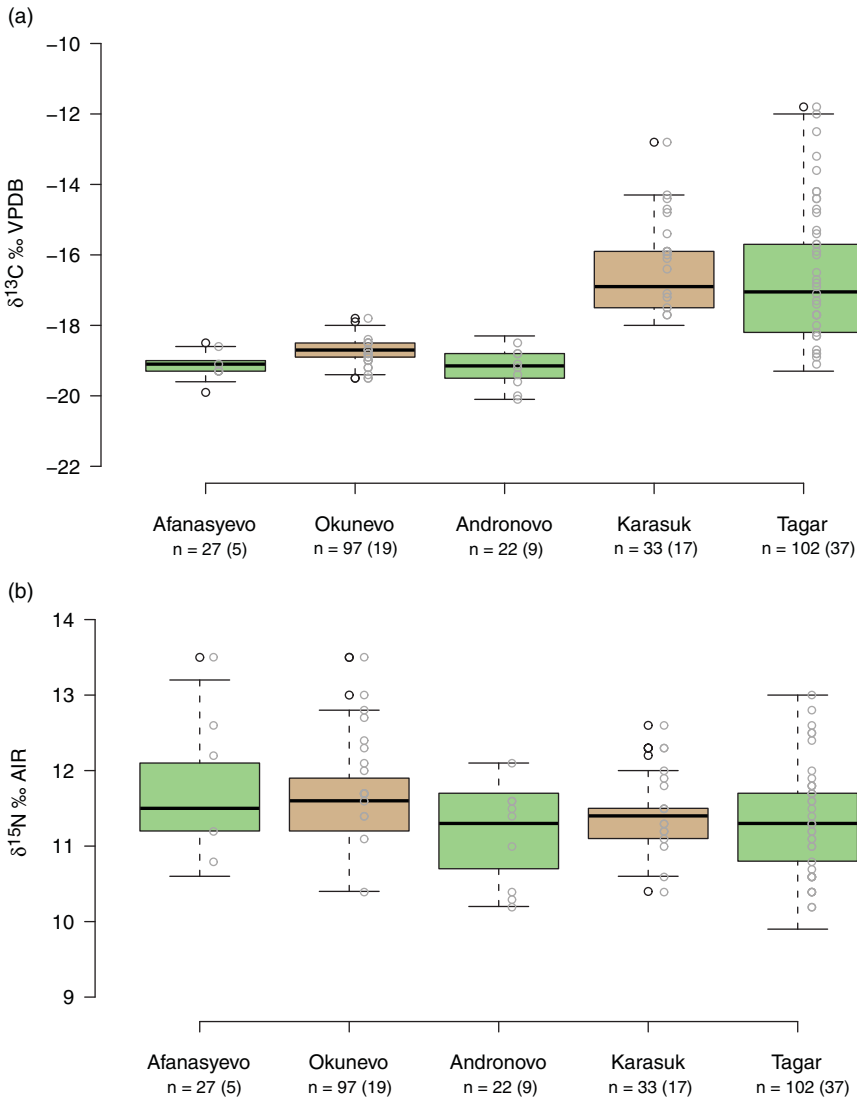 (a)
−10
−12
−14
−16
−18
−20
−22
δ13C ‰ VPDB
Afanasyevo Okunevo Andronovo Karasuk Tagar
n = 27 (5) n = 97 (19) n = 22 (9) n = 33 (17) n = 102 (37)
(b)
14
13
12
11
10
9
δ15N ‰ AIR
Afanasyevo Okunevo Andronovo Karasuk Tagar
n = 27 (5) n = 97 (19) n = 22 (9) n = 33 (17) n = 102 (37)